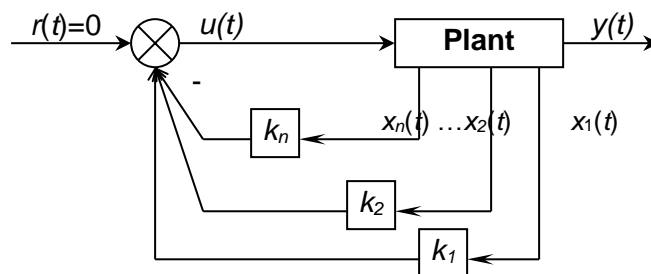 r(t)=0 u(t) Plant y(t)
-
kₙ xₙ(t) …x₂(t) x₁(t)
k₂
k₁